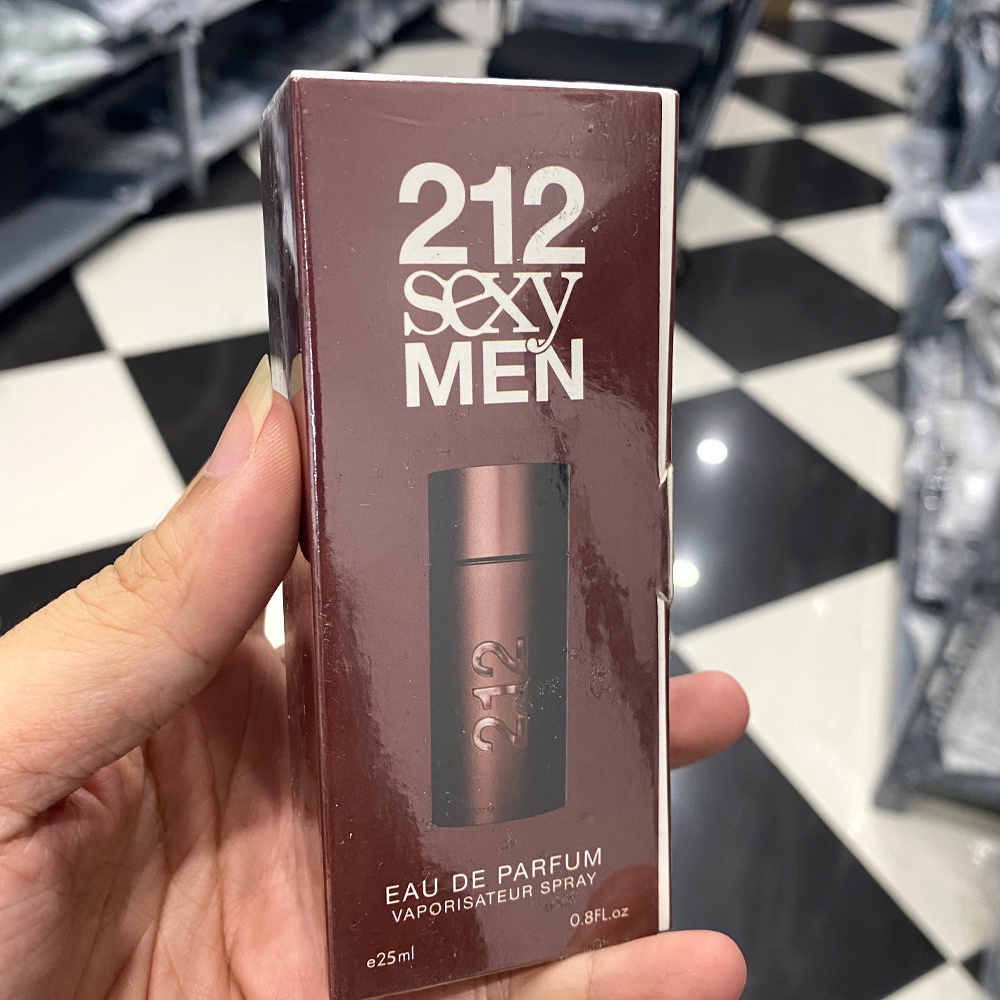 212
sexy
MEN
212
EAU DE PARFUM
VAPORISATEUR SPRAY
0.8FL.oz
e25ml